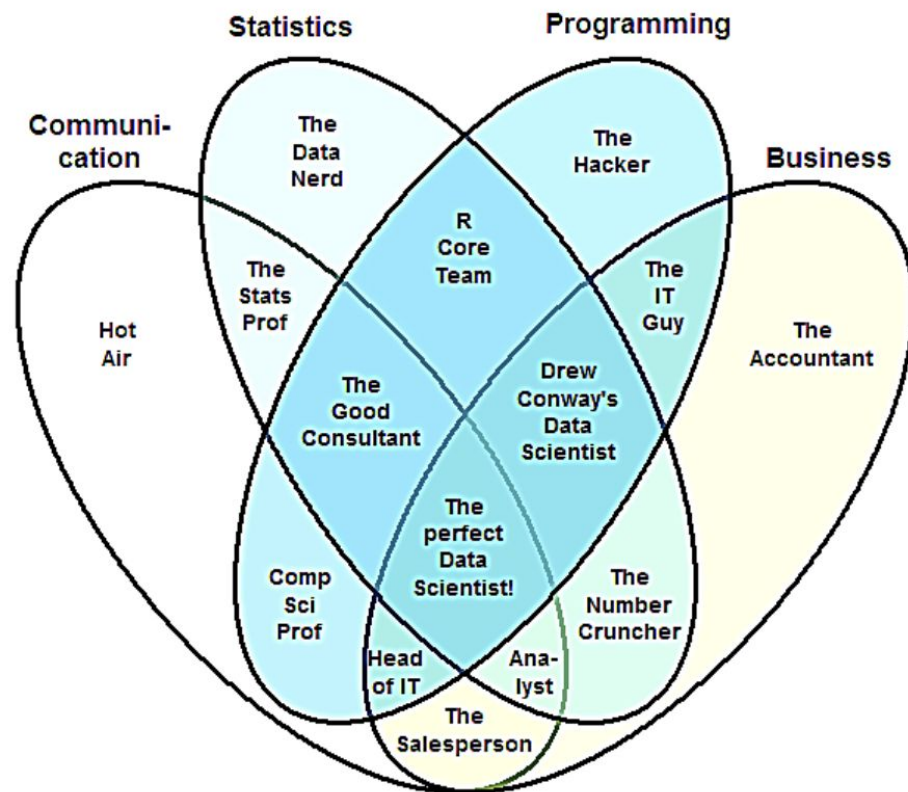 Statistics
Programming
Communi-
cation
Business
The
Data
Nerd
The
Hacker
R
Core
Team
The
Stats
Prof
The
IT
Guy
Hot
Air
The
Accountant
The
Good
Consultant
Drew
Conway's
Data
Scientist
The
perfect
Data
Scientist!
Comp
Sci
Prof
The
Number
Cruncher
Head
of IT
Ana-
lyst
The
Salesperson